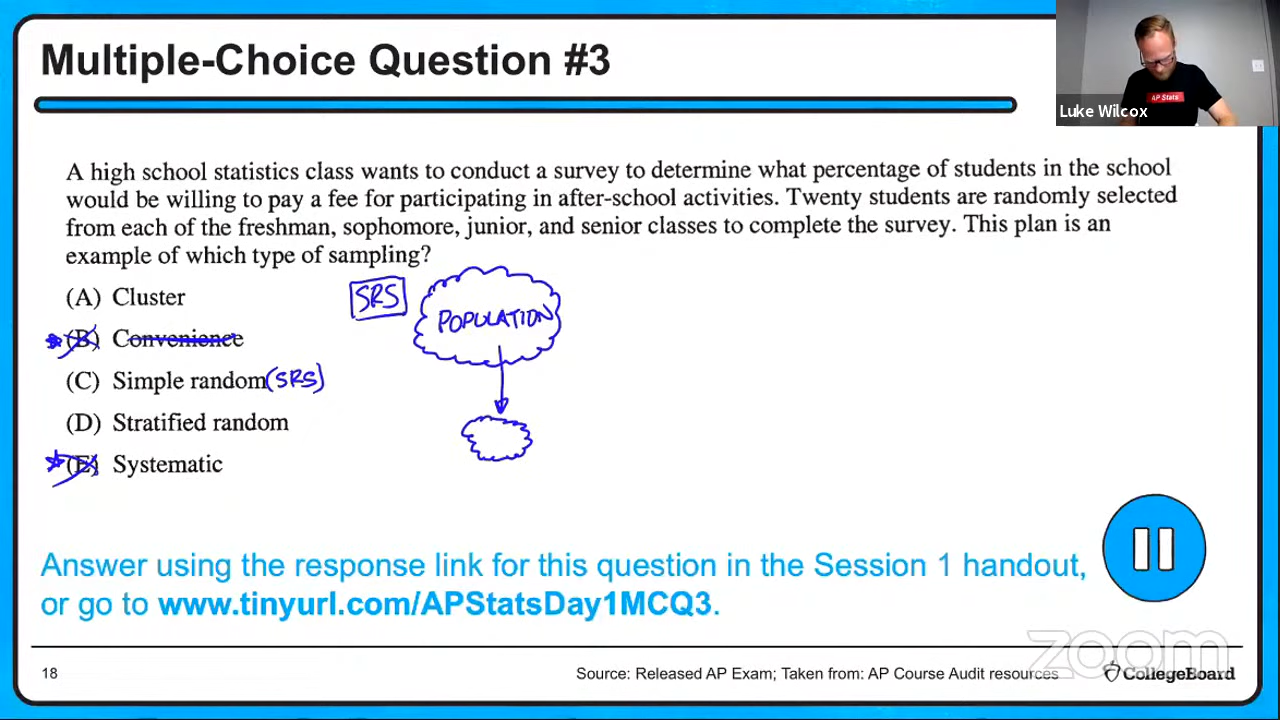 Multiple-Choice Question #3
AP Stats
Luke Wilcox
A high school statistics class wants to conduct a survey to determine what percentage of students in the school
would be willing to pay a fee for participating in after-school activities. Twenty students are randomly selected
from each of the freshman, sophomore, junior, and senior classes to complete the survey. This plan is an
example of which type of sampling?
(A) Cluster
(B) Convenience
(C) Simple random (SRS)
(D) Stratified random
(E) Systematic
SRS
POPULATION
Answer using the response link for this question in the Session 1 handout,
or go to www.tinyurl.com/APStatsDay1MCQ3.
zoom
18
Source: Released AP Exam; Taken from: AP Course Audit resources
CollegeBoard